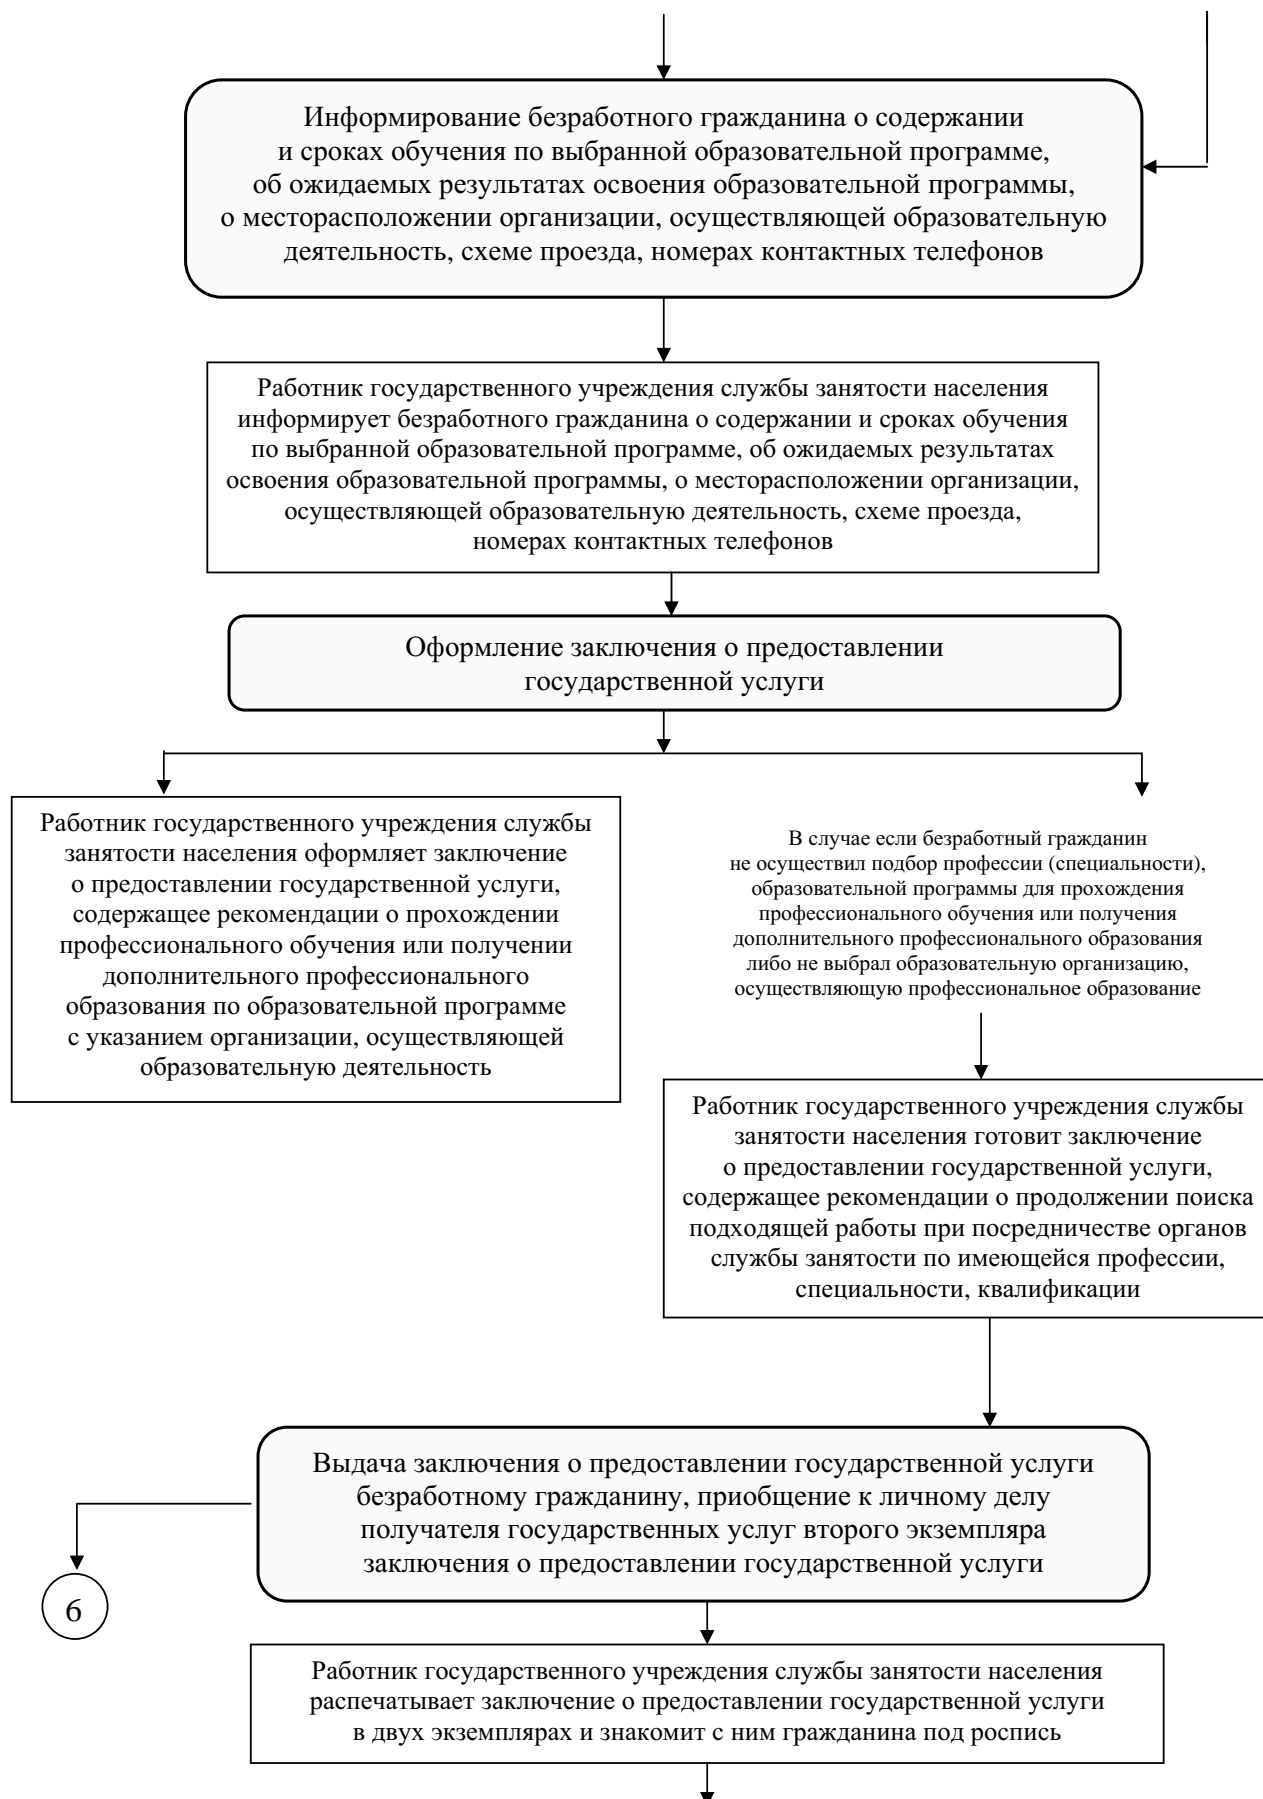 Информирование безработного гражданина о содержании
и сроках обучения по выбранной образовательной программе,
об ожидаемых результатах освоения образовательной программы,
о месторасположении организации, осуществляющей образовательную
деятельность, схеме проезда, номерах контактных телефонов
Работник государственного учреждения службы занятости населения
информирует безработного гражданина о содержании и сроках обучения
по выбранной образовательной программе, об ожидаемых результатах
освоения образовательной программы, о месторасположении организации,
осуществляющей образовательную деятельность, схеме проезда,
номерах контактных телефонов
Оформление заключения о предоставлении
государственной услуги
Работник государственного учреждения службы
занятости населения оформляет заключение
о предоставлении государственной услуги,
содержащее рекомендации о прохождении
профессионального обучения или получении
дополнительного профессионального
образования по образовательной программе
с указанием организации, осуществляющей
образовательную деятельность
В случае если безработный гражданин
не осуществил подбор профессии (специальности),
образовательной программы для прохождения
профессионального обучения или получения
дополнительного профессионального образования
либо не выбрал образовательную организацию,
осуществляющую профессиональное образование
Работник государственного учреждения службы
занятости населения готовит заключение
о предоставлении государственной услуги,
содержащее рекомендации о продолжении поиска
подходящей работы при посредничестве органов
службы занятости по имеющейся профессии,
специальности, квалификации
Выдача заключения о предоставлении государственной услуги
безработному гражданину, приобщение к личному делу
получателя государственных услуг второго экземпляра
заключения о предоставлении государственной услуги
6
Работник государственного учреждения службы занятости населения
распечатывает заключение о предоставлении государственной услуги
в двух экземплярах и знакомит с ним гражданина под роспись